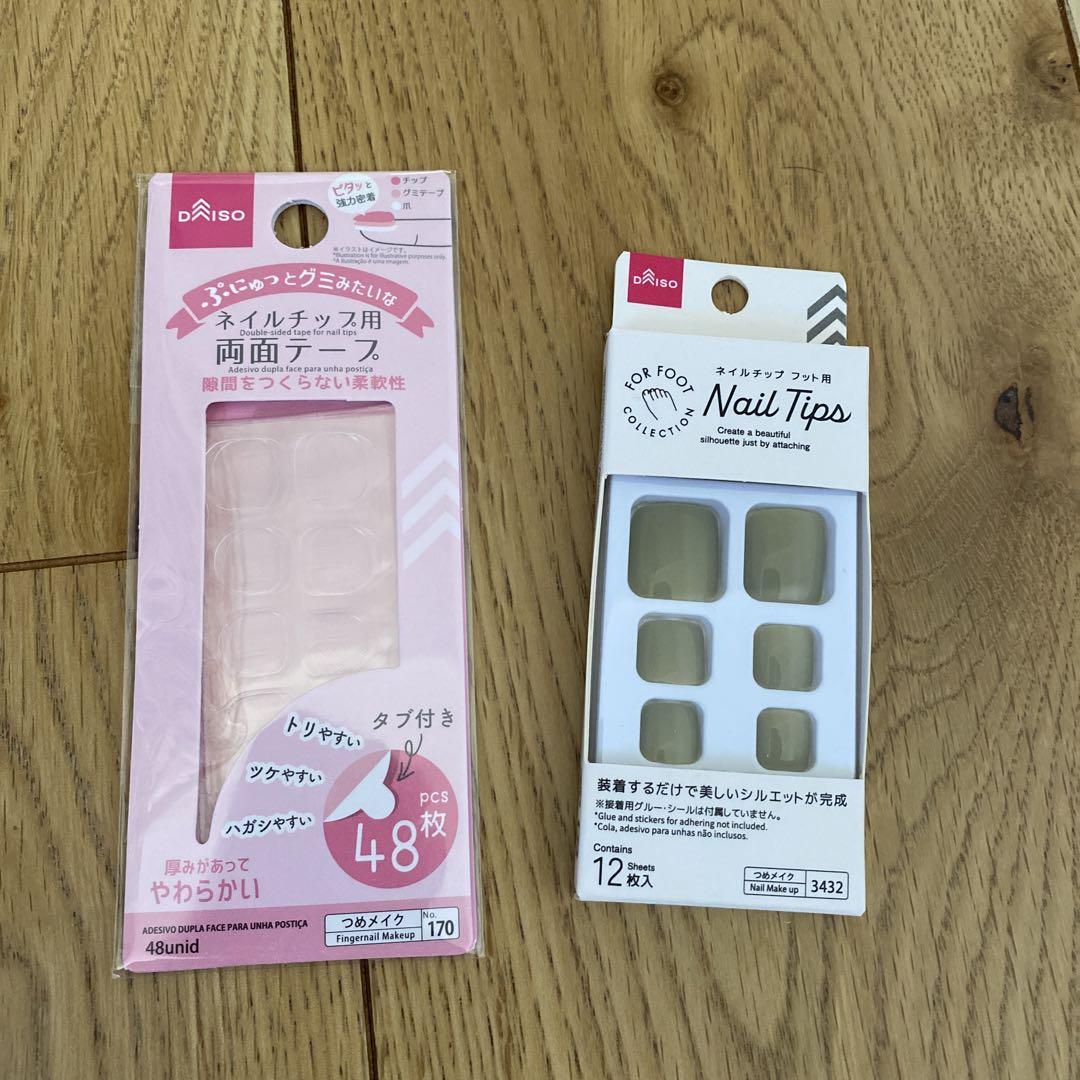 DAISO
ピタッと
強力密着
チップ
グミテープ
爪
※イラストはイメージです。
*Illustration is for illustrative purposes only.
*A ilustração é uma imagem.
ぷにゅっとグミみたいな
ネイルチップ用
Double-sided tape for nail tips
両面テープ
Adesivo dupla face para unha postiça
隙間をつくらない柔軟性
トリやすい
ツケやすい
ハガシやすい
タブ付き
48
pcs
枚
厚みがあって
やわらかい
ADESIVO DUPLA FACE PARA UNHA POSTIÇA
48unid
つめメイク
Fingernail Makeup
No.
170
DAISO
FOR FOOT
COLLECTION
ネイルチップ フット用
Nail Tips
Create a beautiful
silhouette just by attaching
装着するだけで美しいシルエットが完成
※接着用グルー・シールは付属していません。
*Glue and stickers for adhering not included.
*Cola, adesivo para unhas não inclusos.
Contains
12 Sheets
枚入
つめメイク
Nail Make up
3432